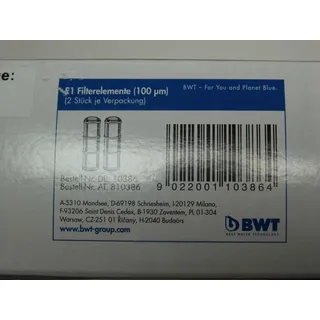 ne:
E1 Filterelemente (100 µm)
(2 Stück je Verpackung)
BWT – For You and Planet Blue.
Bestell-Nr. DE: 10386
Bestell-Nr. AT: 810386
9 022001 103864
A-5310 Mondsee, D-69198 Schriesheim, I-20129 Milano,
F-93206 Saint Denis Cedex, B-1930 Zaventem, PL 01-304
Warsaw, CZ-251 01 Říčany, H-2040 Budaörs
www.bwt-group.com
BWT
BEST WATER TECHNOLOGY